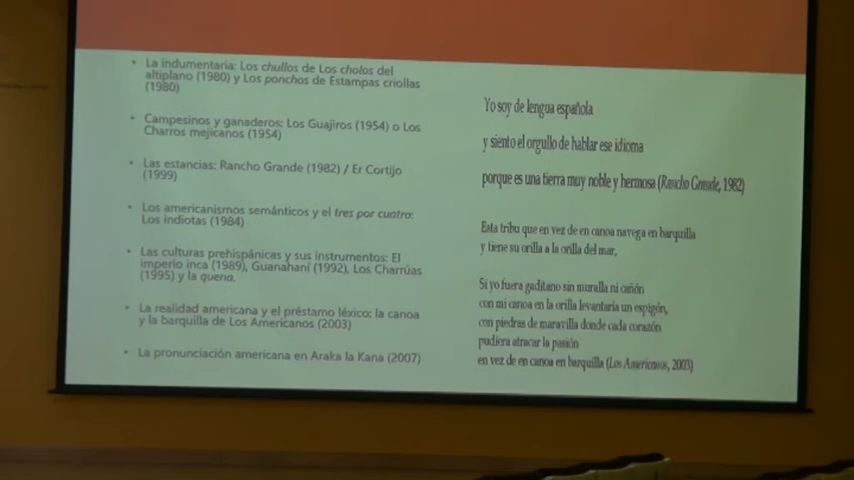 • La indumentaria: Los chullos de Los cholos del
altiplano (1980) y Los ponchos de Estampas criollas
(1980)
• Campesinos y ganaderos: Los Guajiros (1954) o Los
Charros mejicanos (1954)
• Las estancias: Rancho Grande (1982) / Er Cortijo
(1999)
• Los americanismos semánticos y el tres por cuatro:
Los indiotas (1984)
• Las culturas prehispánicas y sus instrumentos: El
imperio inca (1989), Guanahaní (1992), Los Charrúas
(1995) y la quena.
• La realidad americana y el préstamo léxico: la canoa
y la barquilla de Los Americanos (2003)
• La pronunciación americana en Araka la Kana (2007)
Yo soy de lengua española
y siento el orgullo de hablar ese idioma
porque es una tierra muy noble y hermosa (Rancho Grande, 1982)
Esta tribu que en vez de en canoa navega en barquilla
y tiene su orilla a la orilla del mar,
Si yo fuera gaditano sin muralla ni cañón
con mi canoa en la orilla levantaría un espigón,
con piedras de maravilla donde cada corazón
pudiera atracar la pasión
en vez de en canoa en barquilla (Los Americanos, 2003)